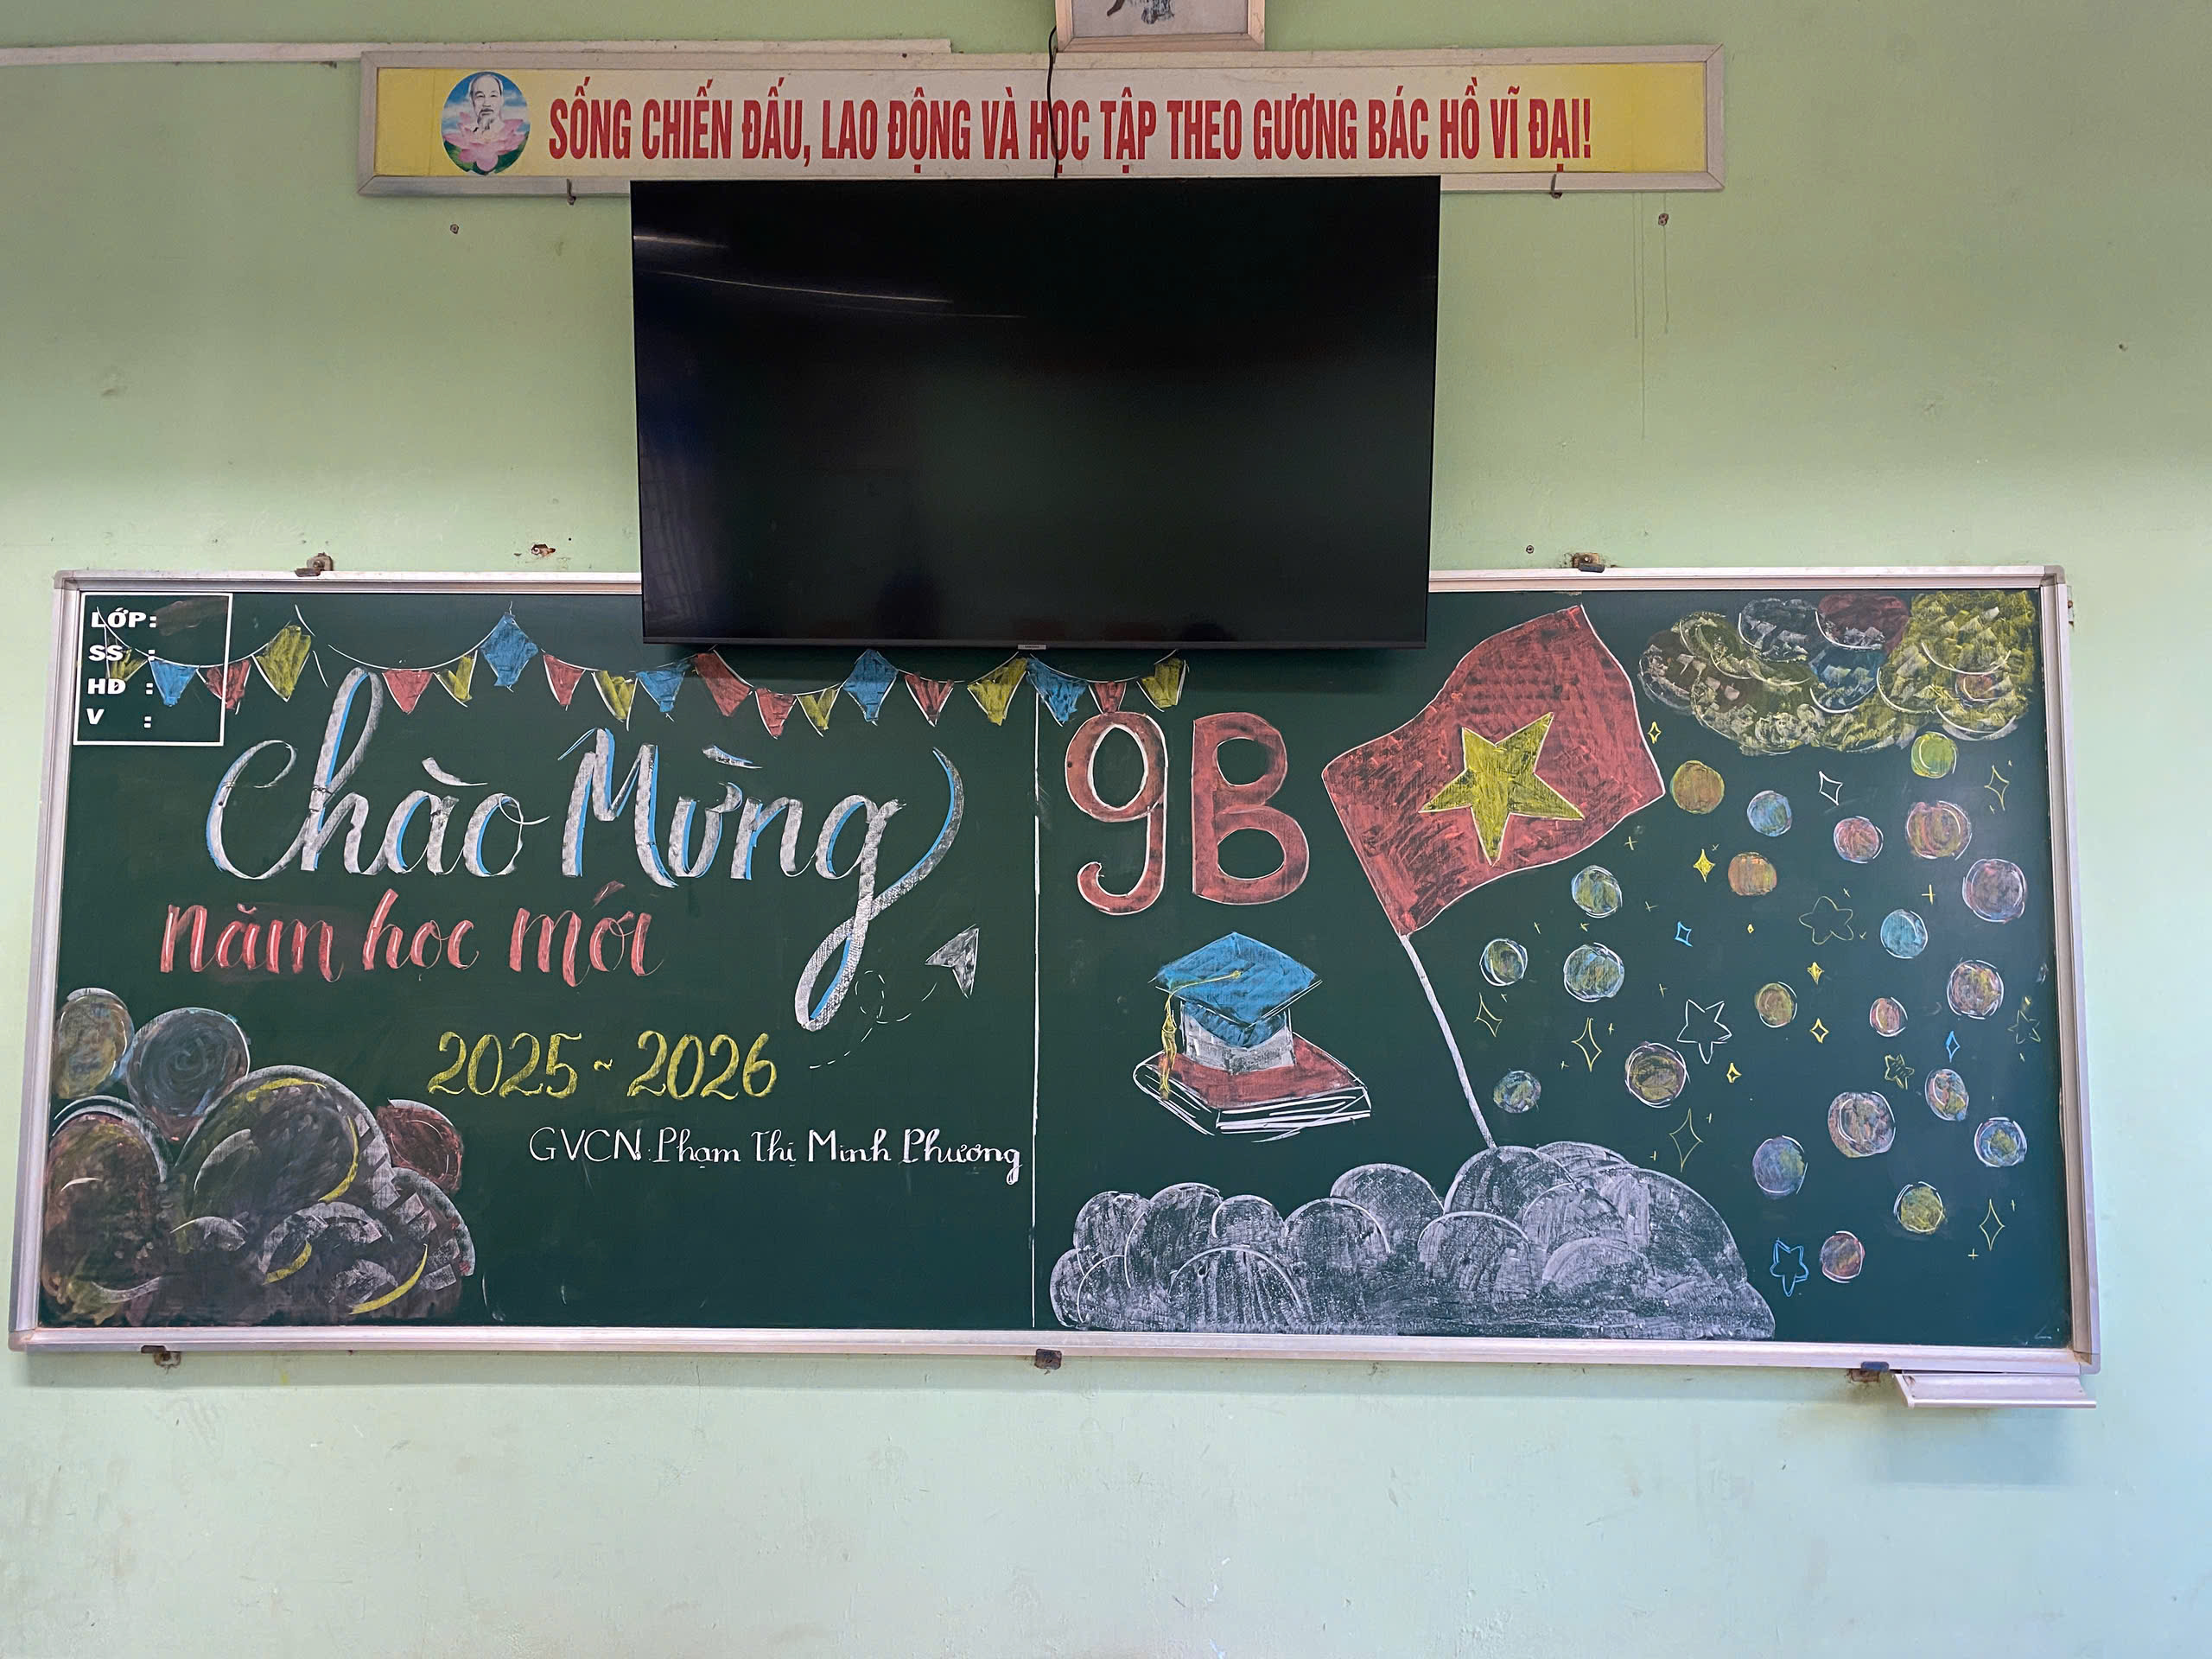 SỐNG CHIẾN ĐẤU, LAO ĐỘNG VÀ HỌC TẬP THEO GƯƠNG BÁC HỒ VĨ ĐẠI!
LỚP:
SS :
HĐ :
V :
Chào Mừng
năm học mới
2025 ~ 2026
GVCN: Phạm Thị Minh Phương
9B